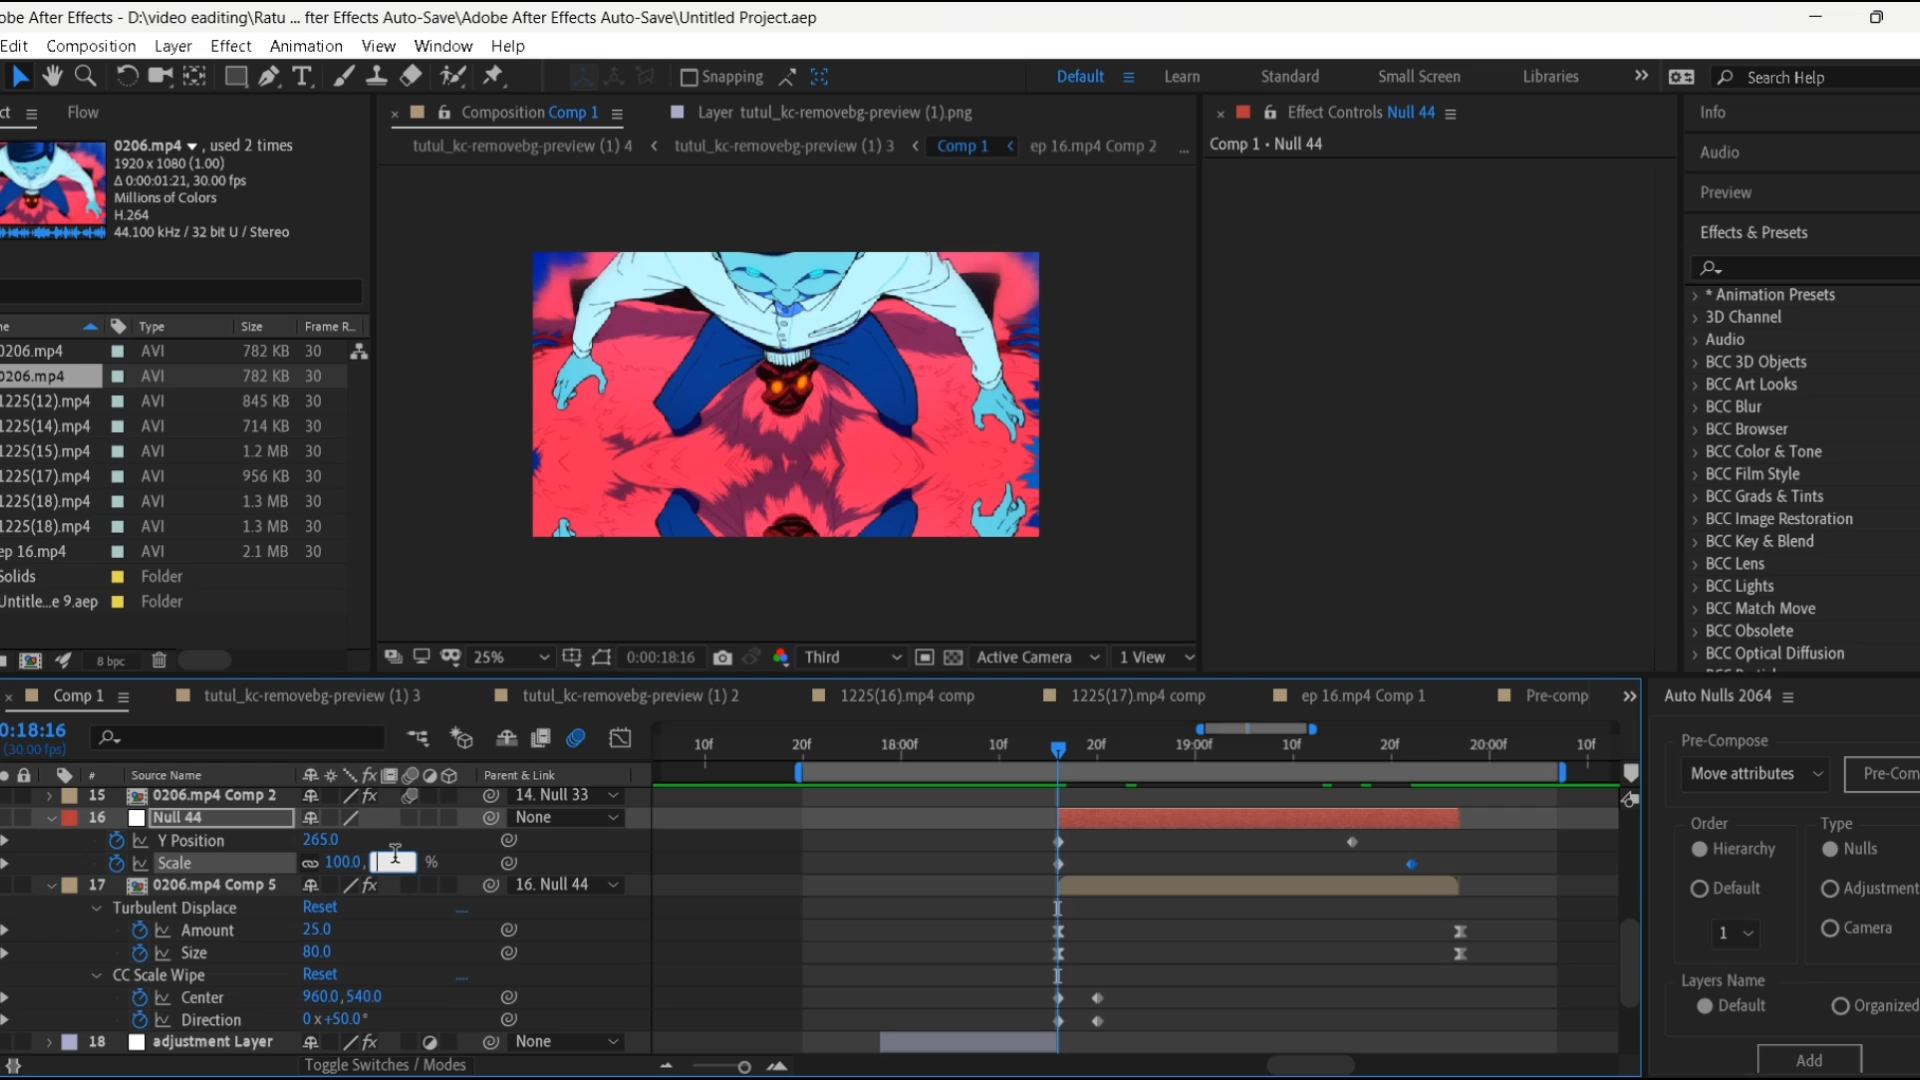 obe After Effects - D:\video eaditing\Ratu ... fter Effects Auto-Save\Adobe After Effects Auto-Save\Untitled Project.aep
Edit Composition Layer Effect Animation View Window Help
Snapping Default Learn Standard Small Screen Libraries Search Help
ct Flow
0206.mp4 , used 2 times
1920 x 1080 (1.00)
Δ 0:00:01:21, 30.00 fps
Millions of Colors
H.264
44.100 kHz / 32 bit U / Stereo
ne Type Size Frame R...
0206.mp4 AVI 782 KB 30
0206.mp4 AVI 782 KB 30
1225(12).mp4 AVI 845 KB 30
1225(14).mp4 AVI 714 KB 30
1225(15).mp4 AVI 1.2 MB 30
1225(17).mp4 AVI 956 KB 30
1225(18).mp4 AVI 1.3 MB 30
1225(18).mp4 AVI 1.3 MB 30
ep 16.mp4 AVI 2.1 MB 30
Solids Folder
Untitle...e 9.aep Folder
8 bpc
Composition Comp 1 Layer tutul_kc-removebg-preview (1).png
tutul_kc-removebg-preview (1) 4 < tutul_kc-removebg-preview (1) 3 < Comp 1 < ep 16.mp4 Comp 2 ...
25% 0:00:18:16 Third Active Camera 1 View
Effect Controls Null 44
Comp 1 • Null 44
Info
Audio
Preview
Effects & Presets
* Animation Presets
3D Channel
Audio
BCC 3D Objects
BCC Art Looks
BCC Blur
BCC Browser
BCC Color & Tone
BCC Film Style
BCC Grads & Tints
BCC Image Restoration
BCC Key & Blend
BCC Lens
BCC Lights
BCC Match Move
BCC Obsolete
BCC Optical Diffusion
Comp 1 tutul_kc-removebg-preview (1) 3 tutul_kc-removebg-preview (1) 2 1225(16).mp4 comp 1225(17).mp4 comp ep 16.mp4 Comp 1 Pre-comp
0:18:16
(30.00 fps)
10f 20f 18:00f 10f 20f 19:00f 10f 20f 20:00f 10f
# Source Name fx Parent & Link
15 0206.mp4 Comp 2 fx 14. Null 33
16 Null 44 None
Y Position 265.0
Scale 100.0, %
17 0206.mp4 Comp 5 fx 16. Null 44
Turbulent Displace Reset ....
Amount 25.0
Size 80.0
CC Scale Wipe Reset ....
Center 960.0,540.0
Direction 0 x+50.0°
18 adjustment Layer fx None
Toggle Switches / Modes
Auto Nulls 2064
Pre-Compose
Move attributes Pre-Com
Order Type
Hierarchy Nulls
Default Adjustment
1 Camera
Layers Name
Default Organized
Add